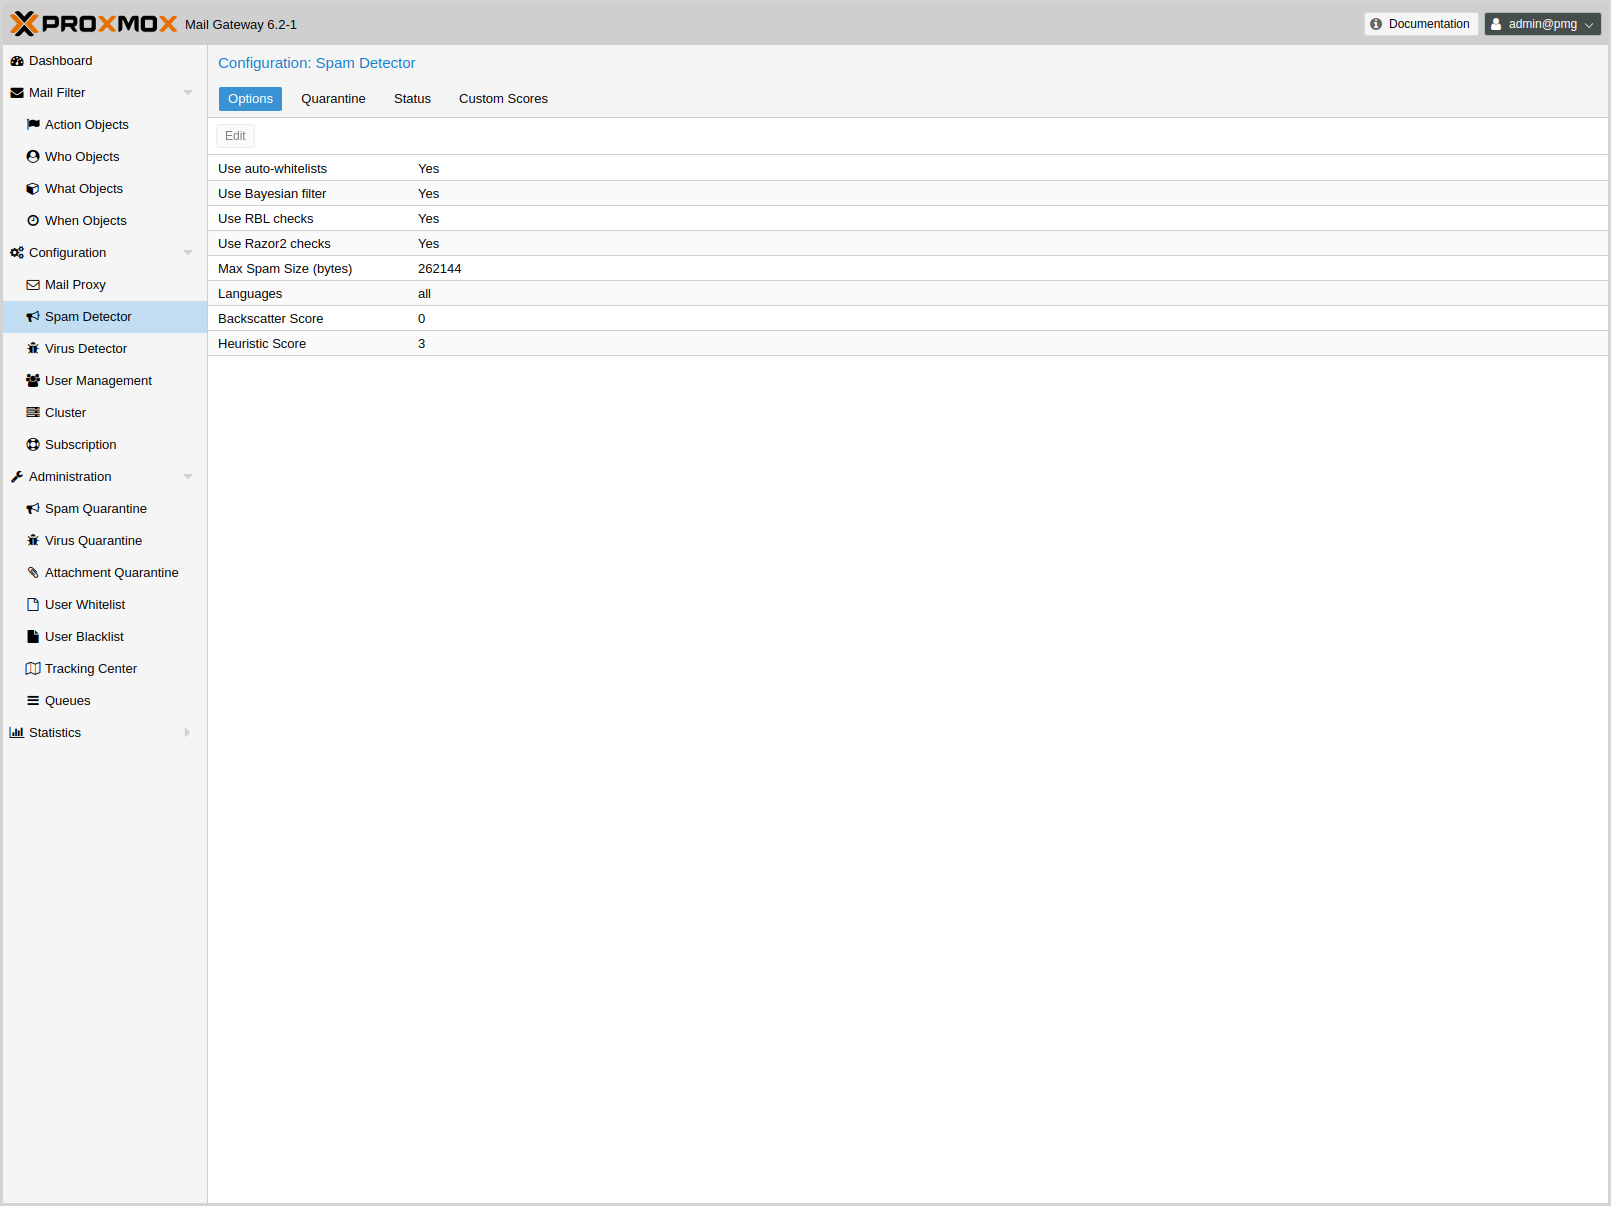 PROXMOX Mail Gateway 6.2-1
Documentation
admin@pmg
Dashboard
Mail Filter
Action Objects
Who Objects
What Objects
When Objects
Configuration
Mail Proxy
Spam Detector
Virus Detector
User Management
Cluster
Subscription
Administration
Spam Quarantine
Virus Quarantine
Attachment Quarantine
User Whitelist
User Blacklist
Tracking Center
Queues
Statistics
Configuration: Spam Detector
Options Quarantine Status Custom Scores
Edit
Use auto-whitelists Yes
Use Bayesian filter Yes
Use RBL checks Yes
Use Razor2 checks Yes
Max Spam Size (bytes) 262144
Languages all
Backscatter Score 0
Heuristic Score 3